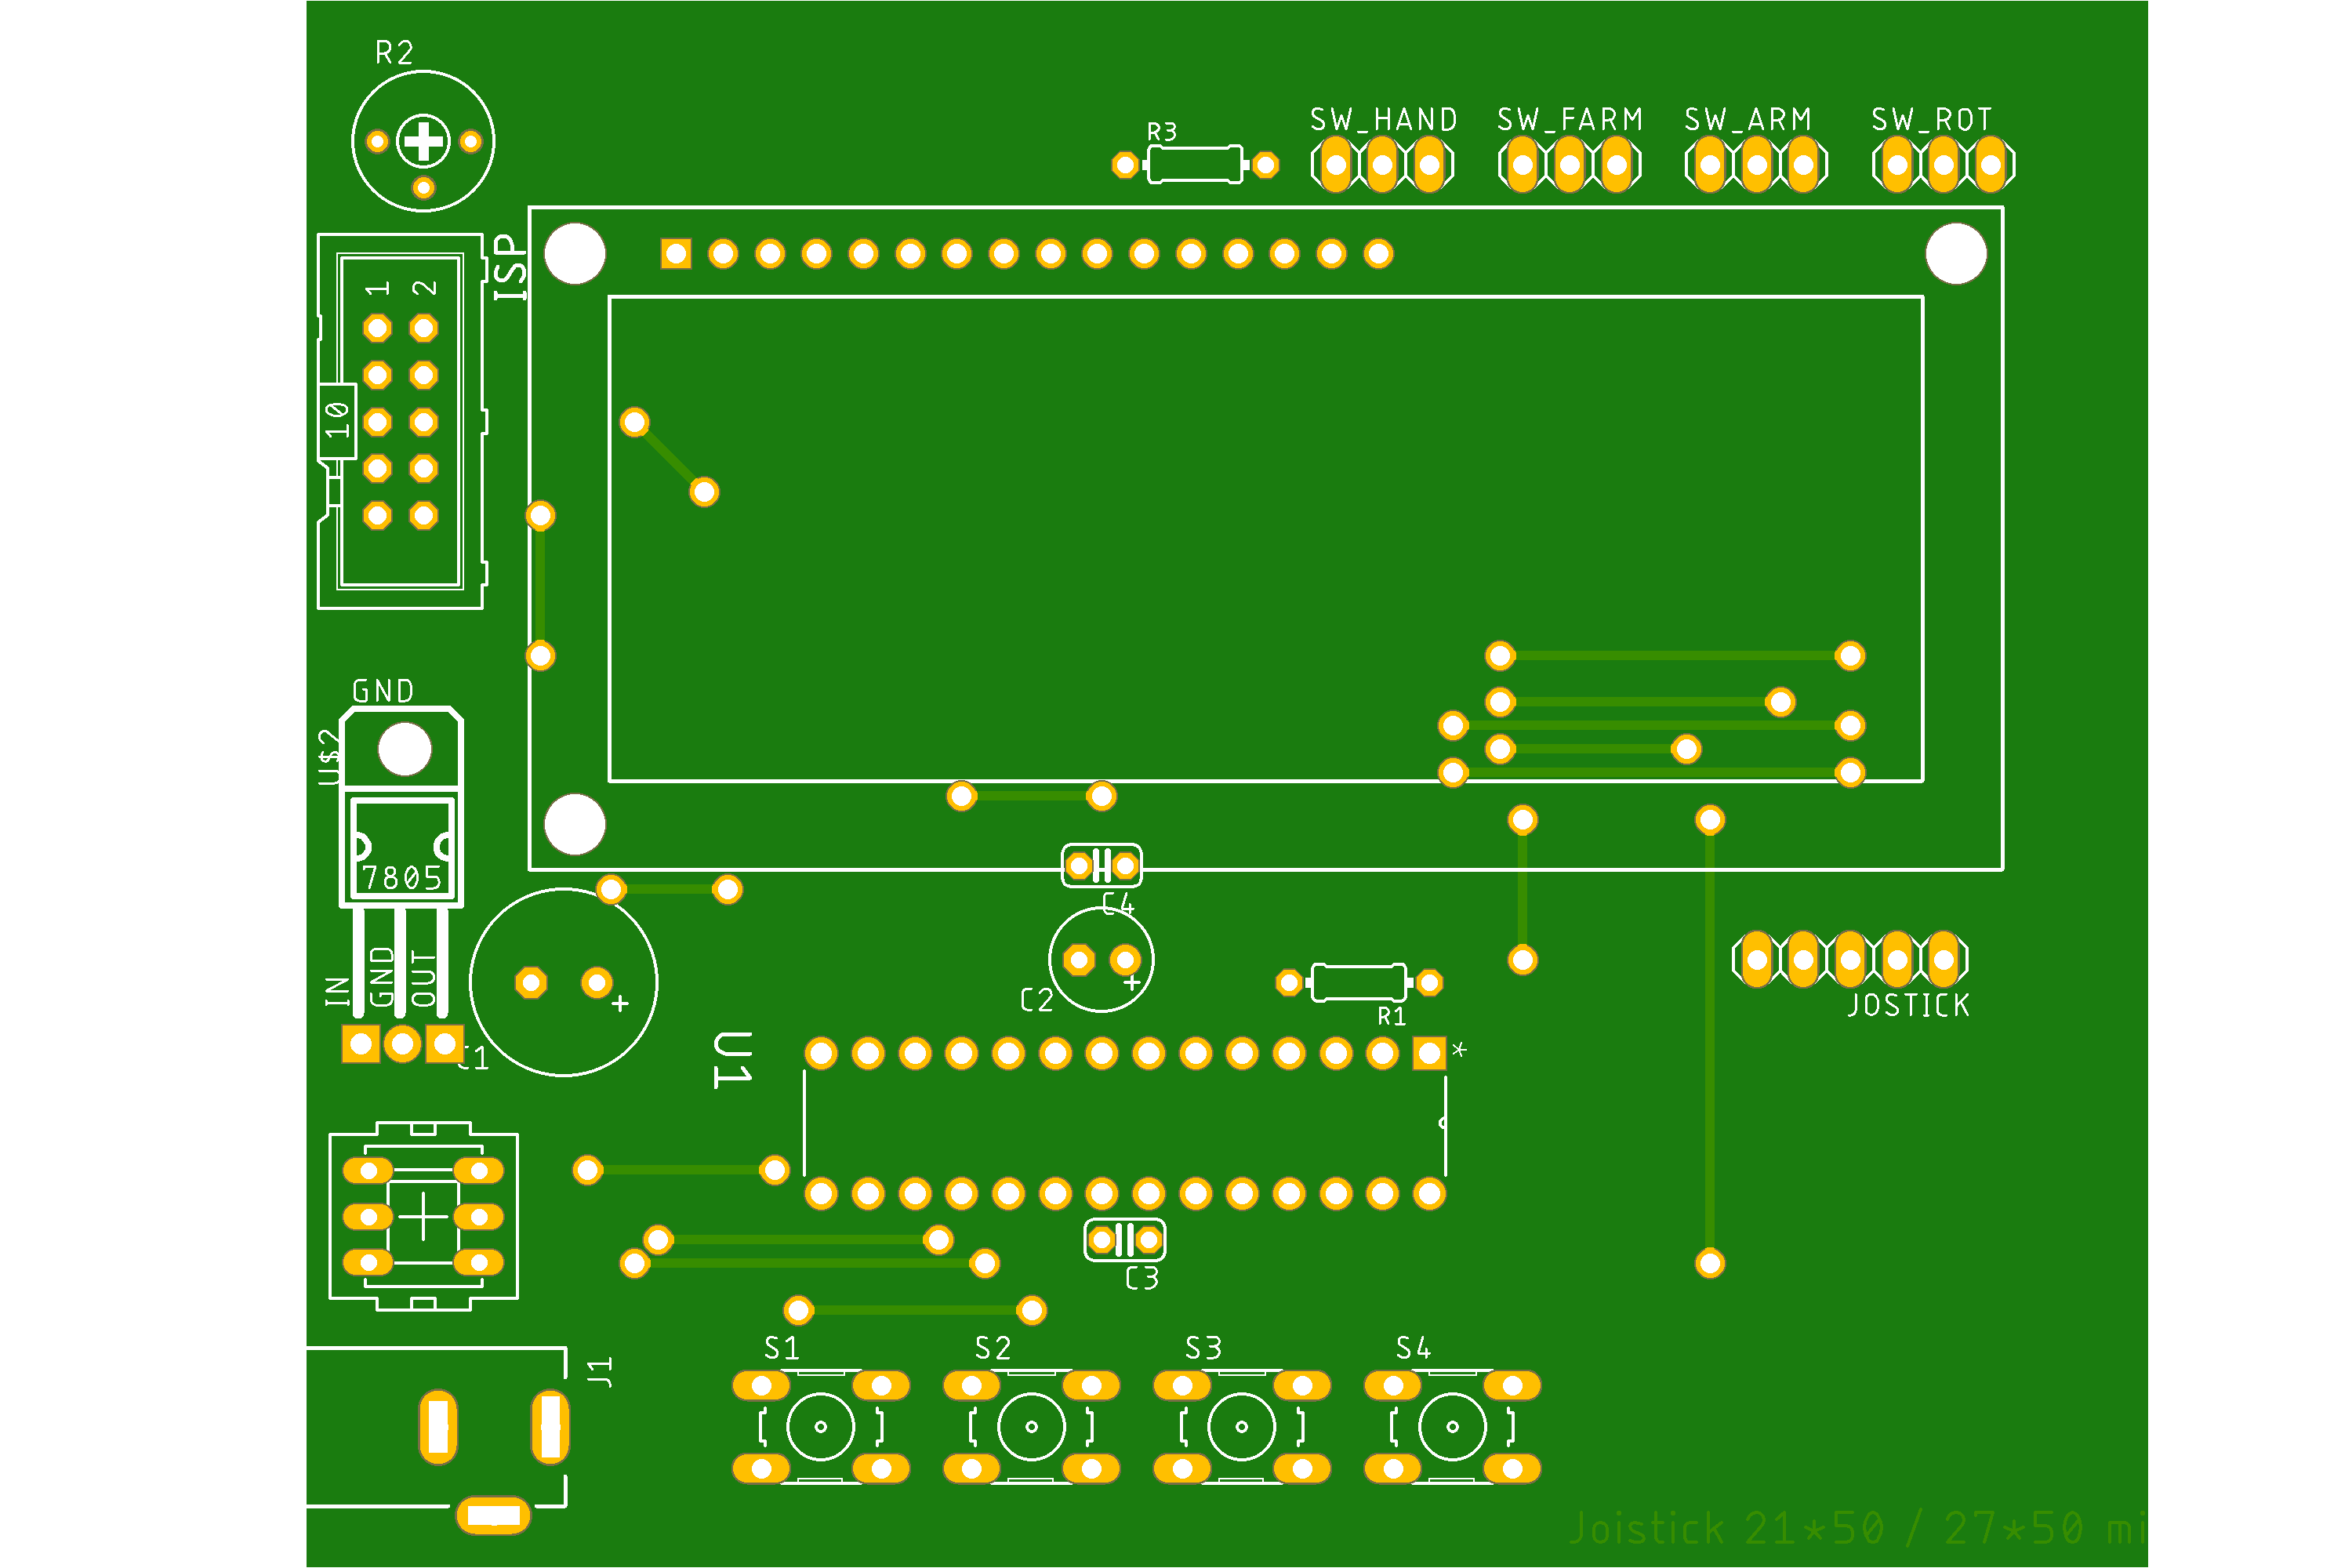 R2
R3
SW_HAND
SW_FARM
SW_ARM
SW_ROT
ISP
1
2
10
GND
U$2
7805
C4
IN
GND
OUT
C2
R1
JOSTICK
C1
U1
*
C3
S1
S2
S3
S4
J1
Joistick 21*50 / 27*50 mi